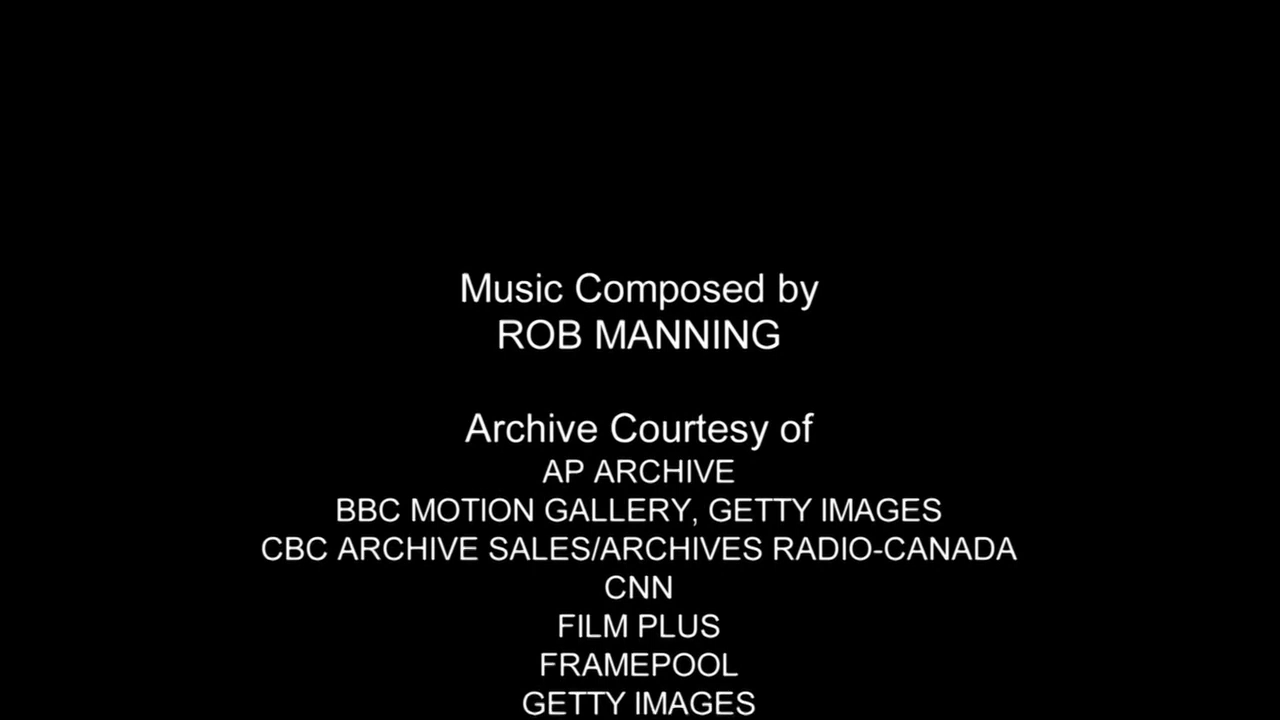 Music Composed by
ROB MANNING
Archive Courtesy of
AP ARCHIVE
BBC MOTION GALLERY, GETTY IMAGES
CBC ARCHIVE SALES/ARCHIVES RADIO-CANADA
CNN
FILM PLUS
FRAMEPOOL
GETTY IMAGES